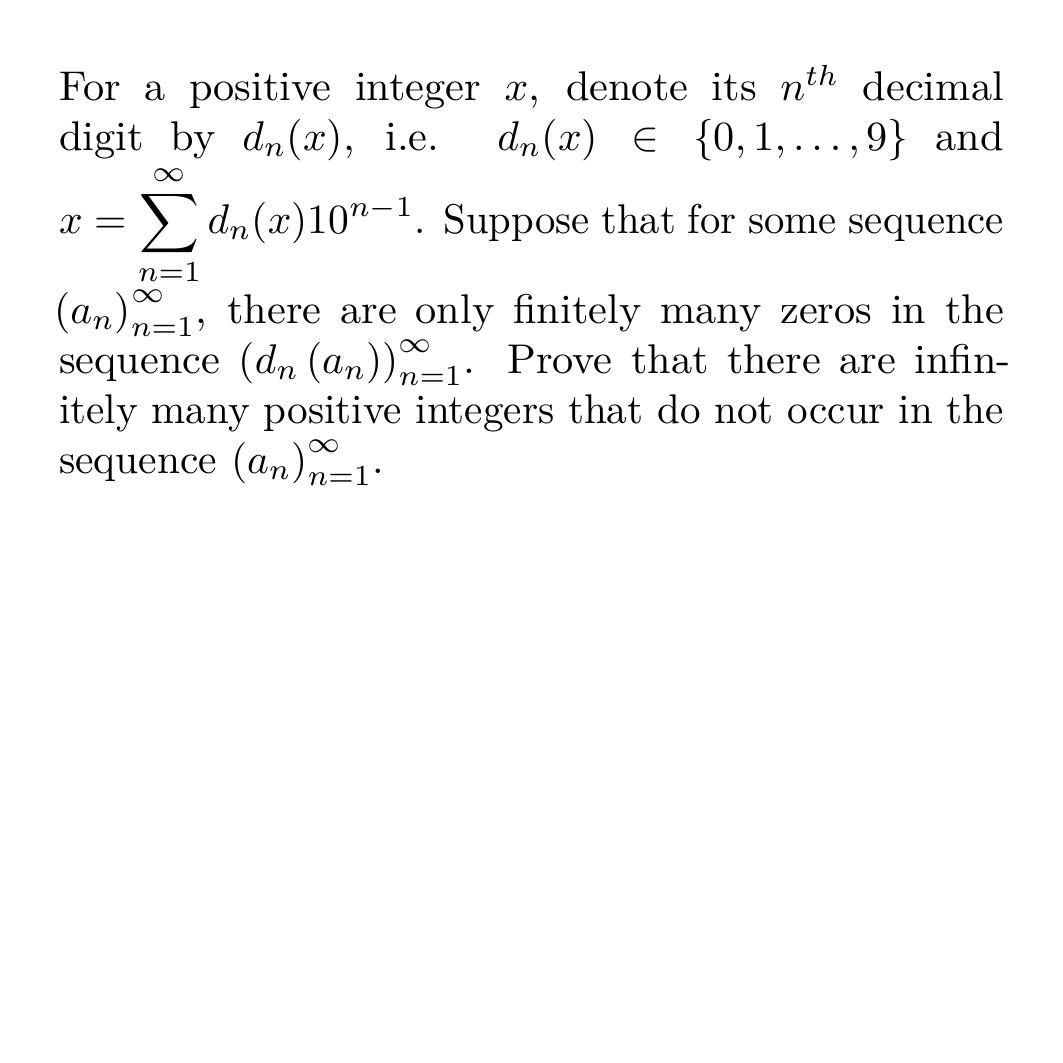 For a positive integer $x$, denote its $n^{th}$ decimal
digit by $d_n(x)$, i.e. $d_n(x) \in \{0, 1, \ldots, 9\}$ and
$x = \sum_{n=1}^{\infty} d_n(x)10^{n-1}$. Suppose that for some sequence
$(a_n)_{n=1}^{\infty}$, there are only finitely many zeros in the
sequence $(d_n(a_n))_{n=1}^{\infty}$. Prove that there are infin-
itely many positive integers that do not occur in the
sequence $(a_n)_{n=1}^{\infty}$.